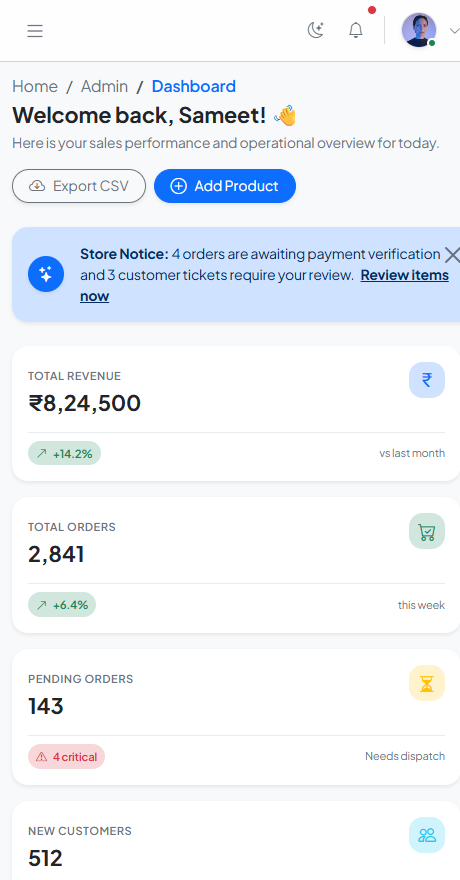 Home / Admin / Dashboard
Welcome back, Sameet! 👋
Here is your sales performance and operational overview for today.
Export CSV
Add Product
Store Notice: 4 orders are awaiting payment verification
and 3 customer tickets require your review. Review items
now
TOTAL REVENUE
₹
₹8,24,500
+14.2%
vs last month
TOTAL ORDERS
2,841
+6.4%
this week
PENDING ORDERS
143
4 critical
Needs dispatch
NEW CUSTOMERS
512